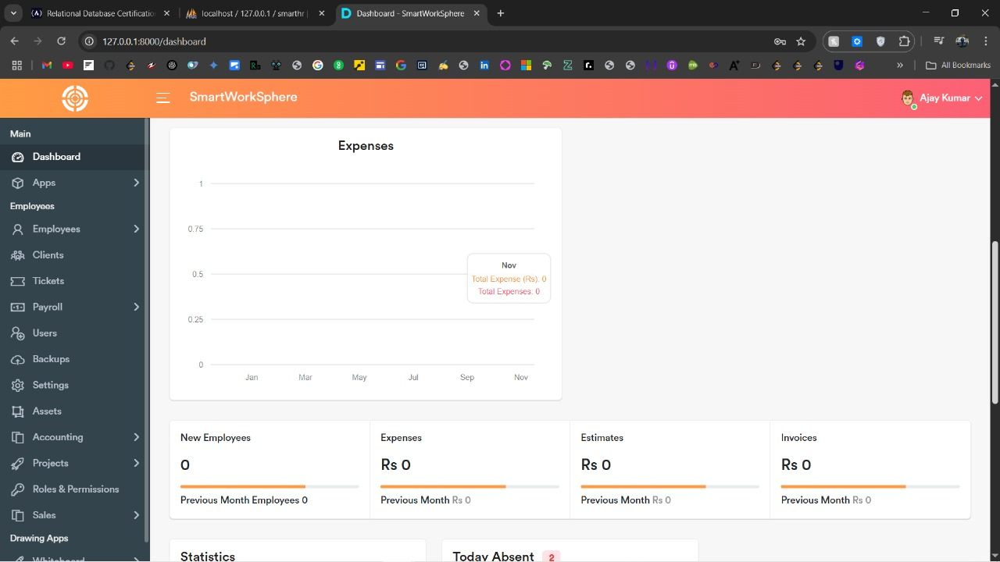 Relational Database Certificatio
localhost / 127.0.0.1 / smarthr
Dashboard - SmartWorkSphere
127.0.0.1:8000/dashboard
All Bookmarks
SmartWorkSphere
Ajay Kumar
Main
Dashboard
Apps
Employees
Employees
Clients
Tickets
Payroll
Users
Backups
Settings
Assets
Accounting
Projects
Roles & Permissions
Sales
Drawing Apps
Whiteboard
Expenses
1
0.75
0.5
0.25
0
Jan Mar May Jul Sep Nov
Nov
Total Expense (Rs): 0
Total Expenses: 0
New Employees
0
Previous Month Employees 0
Expenses
Rs 0
Previous Month Rs 0
Estimates
Rs 0
Previous Month Rs 0
Invoices
Rs 0
Previous Month Rs 0
Statistics
Today Absent 2